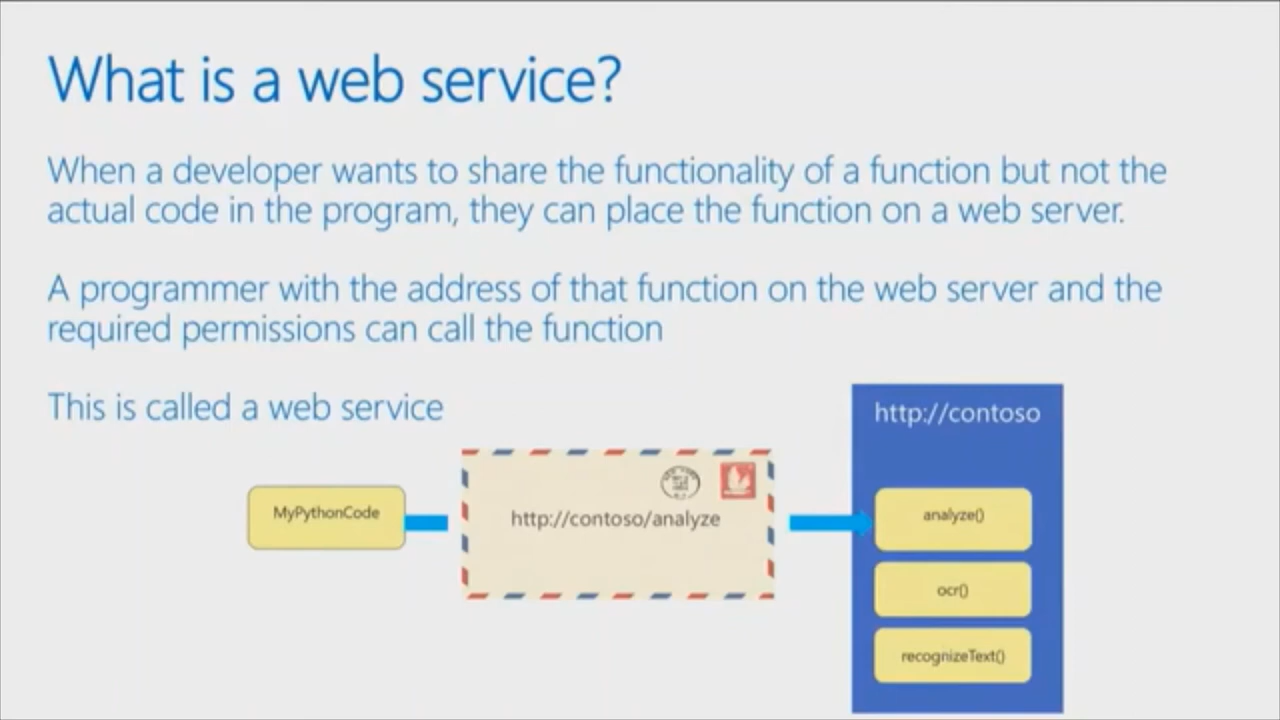 What is a web service?
When a developer wants to share the functionality of a function but not the
actual code in the program, they can place the function on a web server.
A programmer with the address of that function on the web server and the
required permissions can call the function
This is called a web service
http://contoso
MyPythonCode
http://contoso/analyze
analyze()
ocr()
recognizeText()